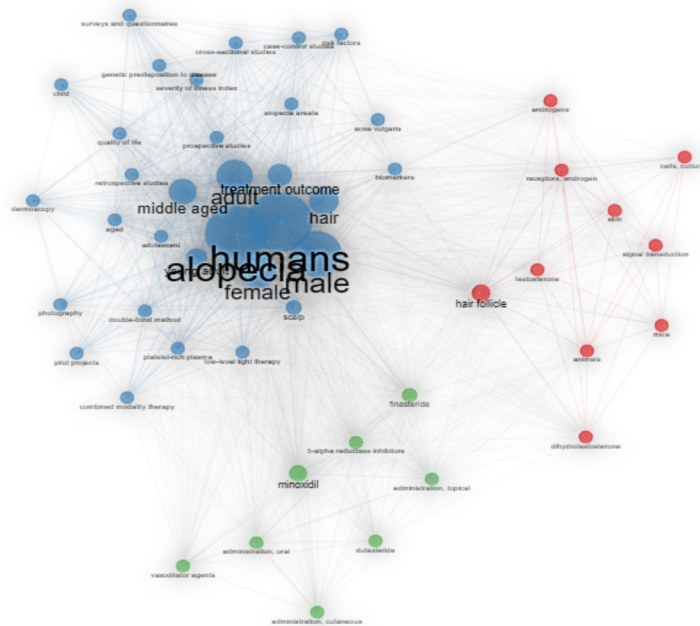 surveys and questionnaires
case-control studies
risk factors
cross-sectional studies
genetic predisposition to disease
severity of illness index
child
androgens
alopecia areata
acne vulgaris
quality of life
prospective studies
cells, cultur
retrospective studies
biomarkers
receptors, androgen
treatment outcome
adult
middle aged
dermoscopy
hair
skin
aged
adolescent
signal transduction
humans
alopecia
young adult
male
testosterone
female
hair follicle
photography
double-blind method
scalp
mice
pilot projects
platelet-rich plasma
low-level light therapy
animals
combined modality therapy
finasteride
5-alpha reductase inhibitors
dihydrotestosterone
minoxidil
administration, topical
administration, oral
dutasteride
vasodilator agents
administration, cutaneous